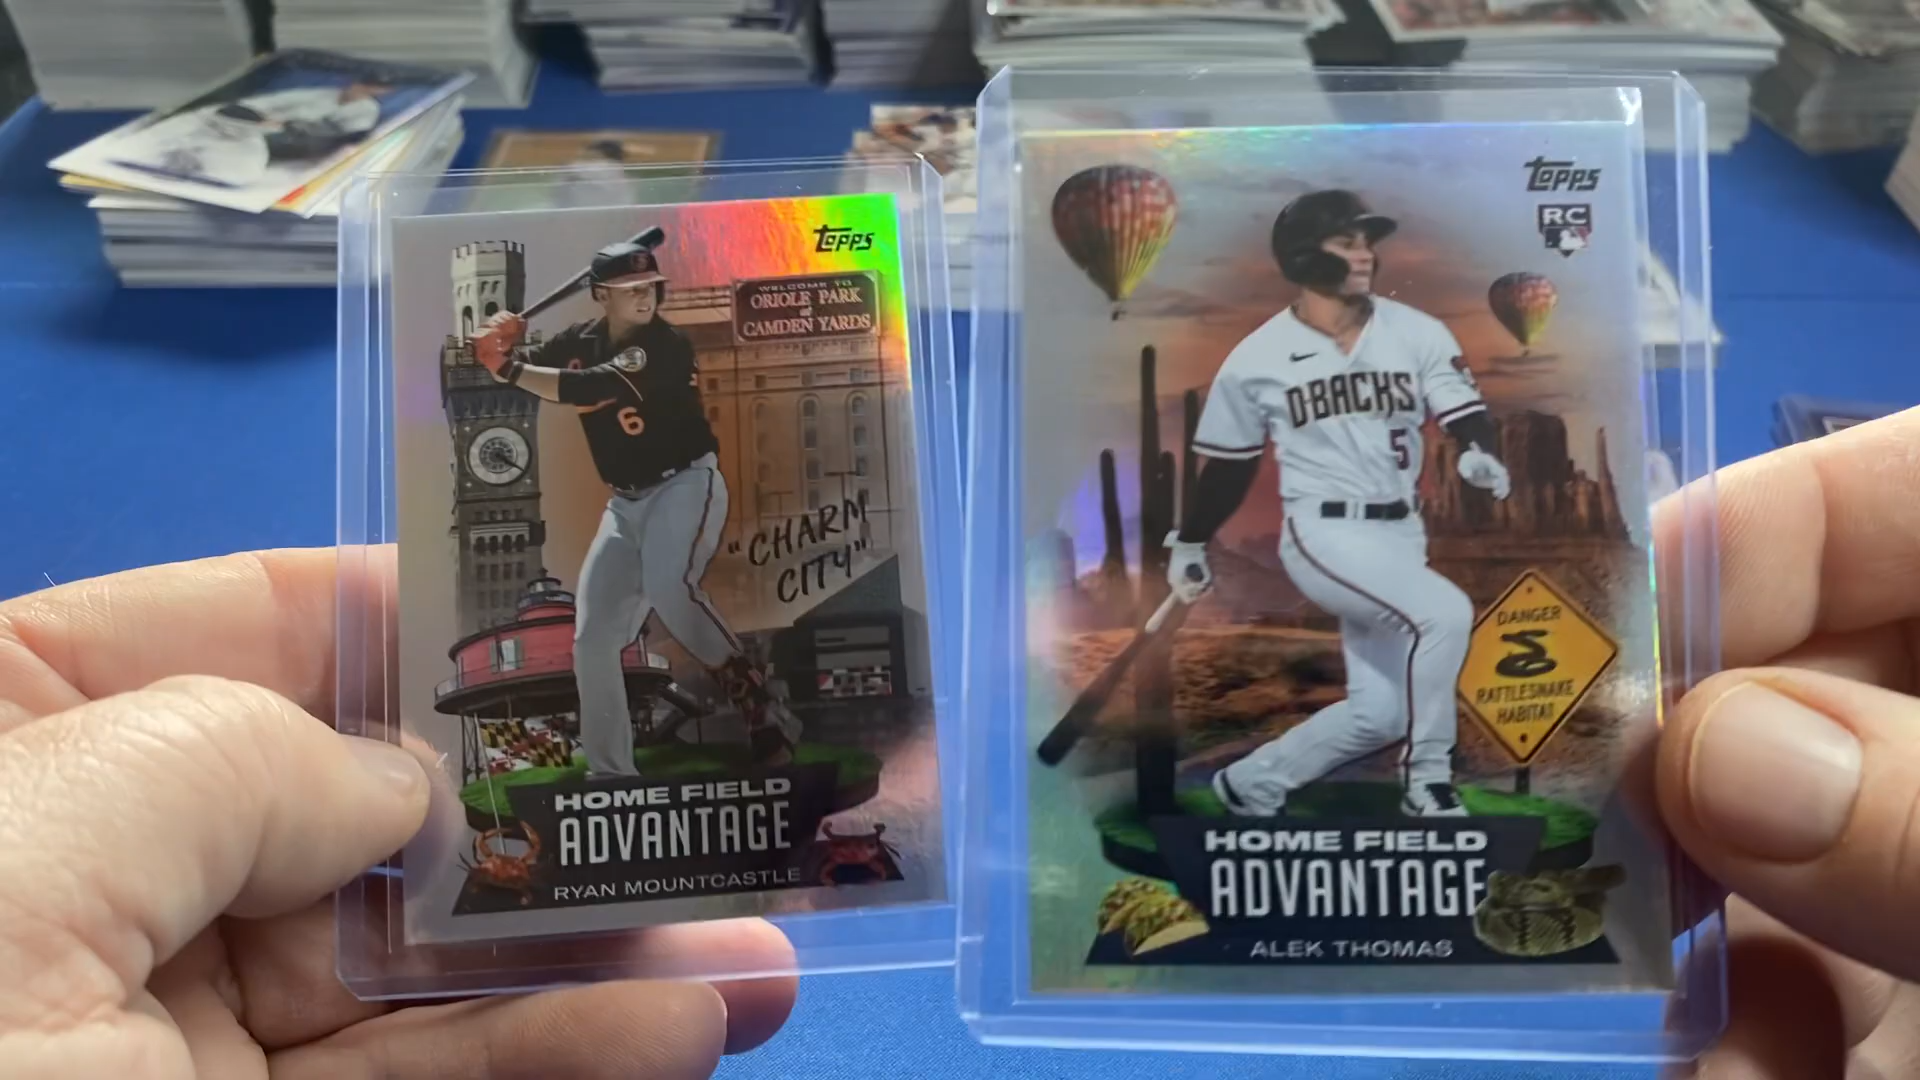 Topps
WELCOME TO
ORIOLE PARK
at
CAMDEN YARDS
6
"CHARM
CITY"
HOME FIELD
ADVANTAGE
RYAN MOUNTCASTLE
Topps
RC
D-BACKS
5
DANGER
RATTLESNAKE
HABITAT
HOME FIELD
ADVANTAGE
ALEK THOMAS